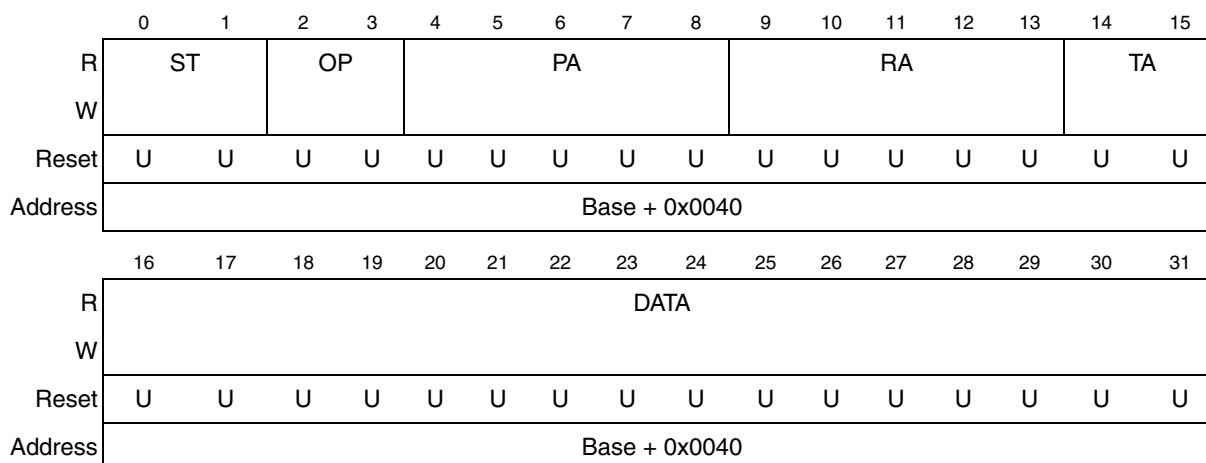 0 1 2 3 4 5 6 7 8 9 10 11 12 13 14 15
R ST OP PA RA TA
W
Reset U U U U U U U U U U U U U U U U
Address Base + 0x0040
16 17 18 19 20 21 22 23 24 25 26 27 28 29 30 31
R DATA
W
Reset U U U U U U U U U U U U U U U U
Address Base + 0x0040